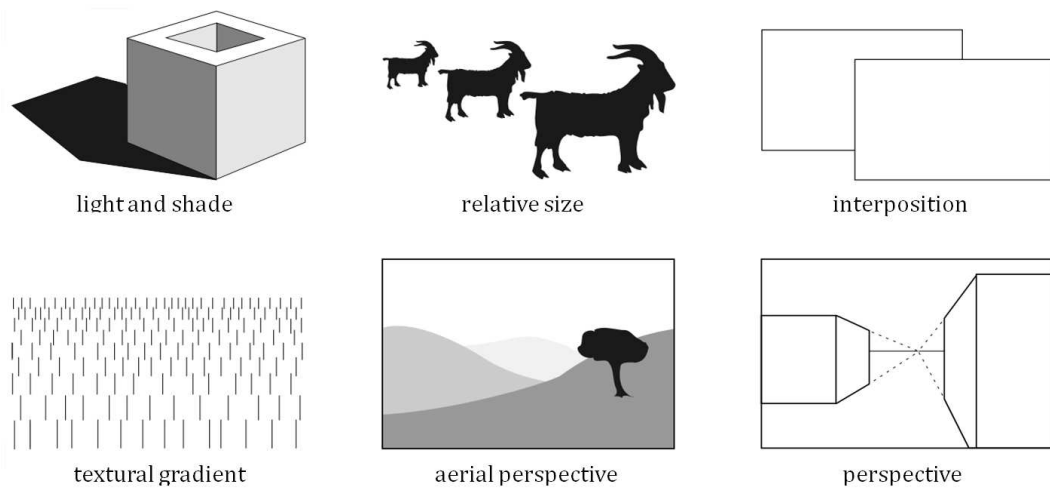 light and shade
relative size
interposition
textural gradient
aerial perspective
perspective